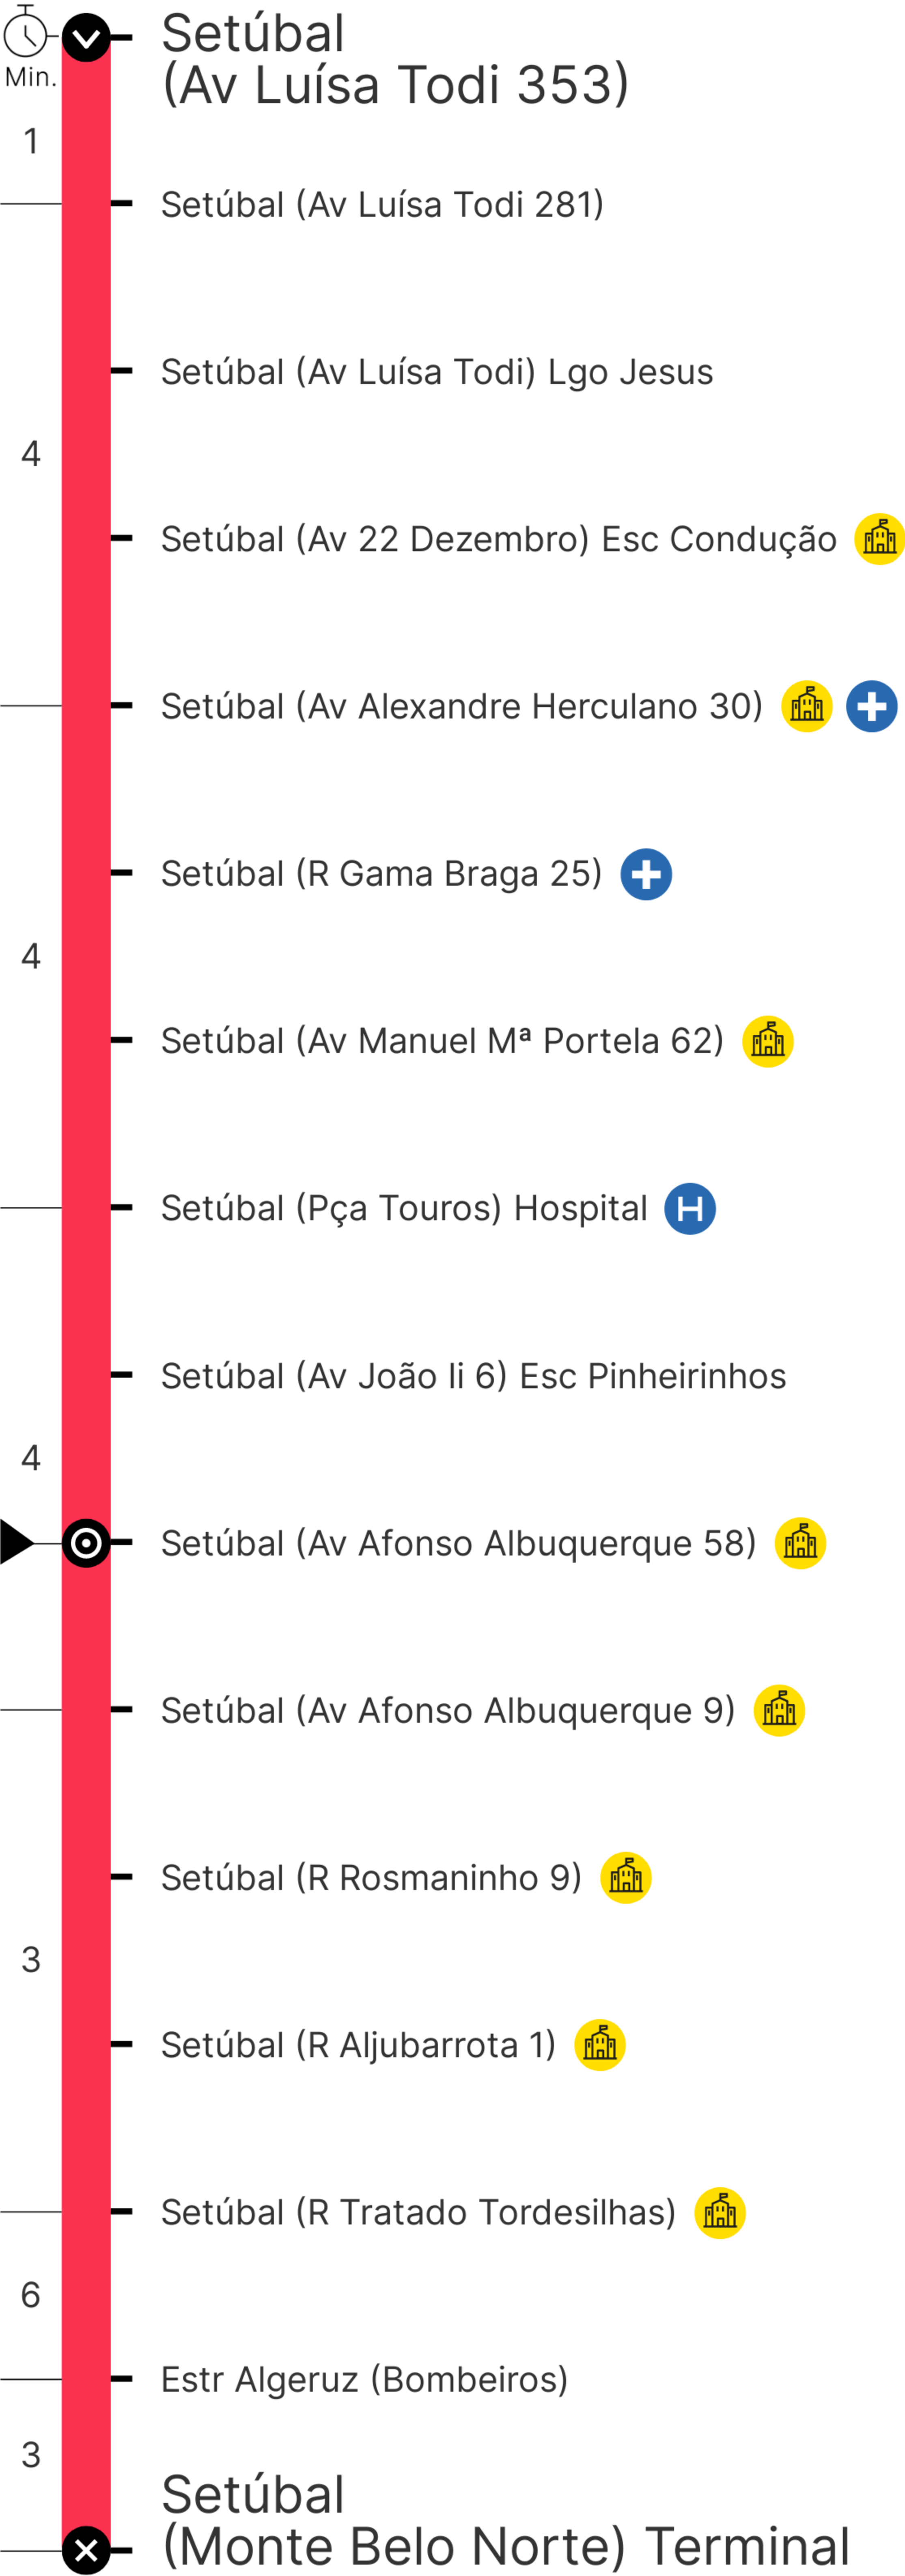 Setúbal
(Av Luísa Todi 353)
Min.
1
Setúbal (Av Luísa Todi 281)
Setúbal (Av Luísa Todi) Lgo Jesus
4
Setúbal (Av 22 Dezembro) Esc Condução
Setúbal (Av Alexandre Herculano 30)
Setúbal (R Gama Braga 25)
4
Setúbal (Av Manuel Mª Portela 62)
Setúbal (Pça Touros) Hospital H
Setúbal (Av João Ii 6) Esc Pinheirinhos
4
Setúbal (Av Afonso Albuquerque 58)
Setúbal (Av Afonso Albuquerque 9)
Setúbal (R Rosmaninho 9)
3
Setúbal (R Aljubarrota 1)
Setúbal (R Tratado Tordesilhas)
6
Estr Algeruz (Bombeiros)
3
Setúbal
(Monte Belo Norte) Terminal